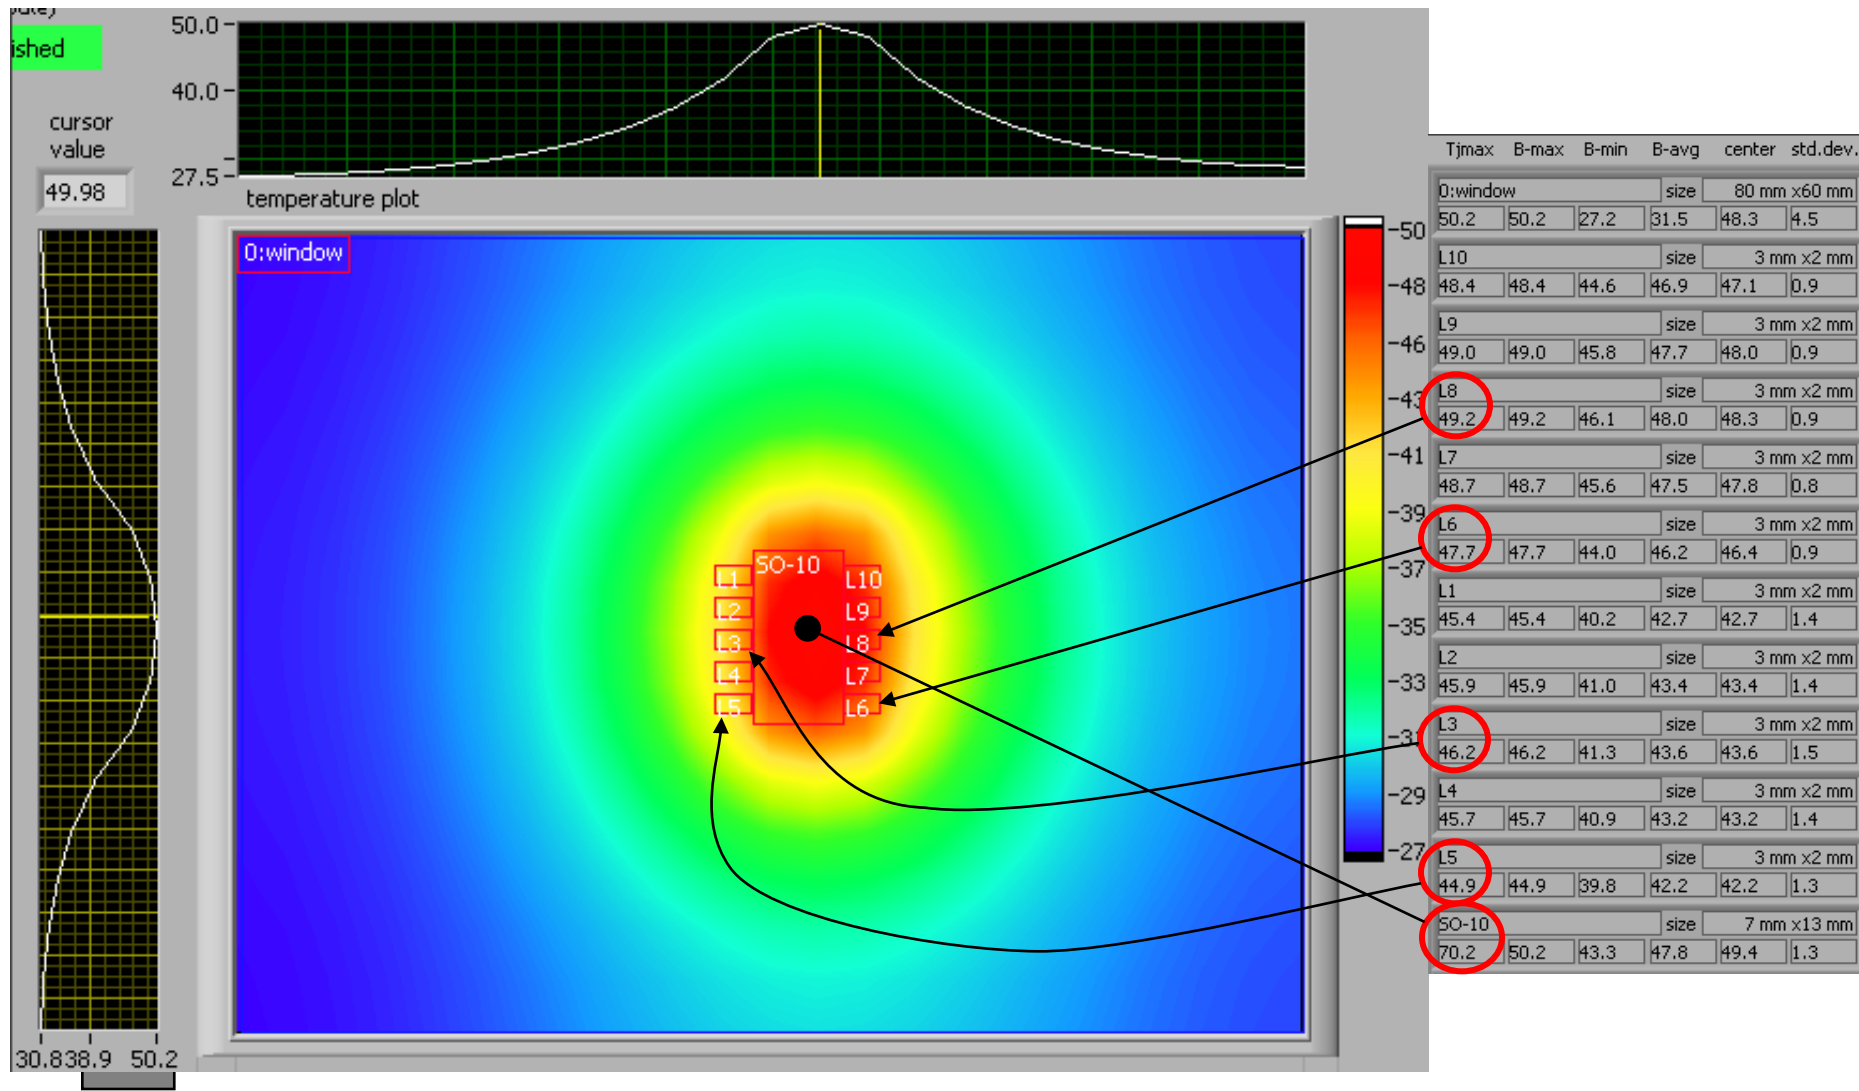 ished
cursor
value
49.98
50.0
40.0
27.5
temperature plot
0:window
SO-10
L1
L2
L3
L4
L5
L10
L9
L8
L7
L6
50
48
46
43
41
39
37
35
33
31
29
27
30.8 38.9 50.2
Tjmax B-max B-min B-avg center std.dev.
0:window size 80 mm x60 mm
50.2 50.2 27.2 31.5 48.3 4.5
L10 size 3 mm x2 mm
48.4 48.4 44.6 46.9 47.1 0.9
L9 size 3 mm x2 mm
49.0 49.0 45.8 47.7 48.0 0.9
L8 size 3 mm x2 mm
49.2 49.2 46.1 48.0 48.3 0.9
L7 size 3 mm x2 mm
48.7 48.7 45.6 47.5 47.8 0.8
L6 size 3 mm x2 mm
47.7 47.7 44.0 46.2 46.4 0.9
L1 size 3 mm x2 mm
45.4 45.4 40.2 42.7 42.7 1.4
L2 size 3 mm x2 mm
45.9 45.9 41.0 43.4 43.4 1.4
L3 size 3 mm x2 mm
46.2 46.2 41.3 43.6 43.6 1.5
L4 size 3 mm x2 mm
45.7 45.7 40.9 43.2 43.2 1.4
L5 size 3 mm x2 mm
44.9 44.9 39.8 42.2 42.2 1.3
SO-10 size 7 mm x13 mm
70.2 50.2 43.3 47.8 49.4 1.3